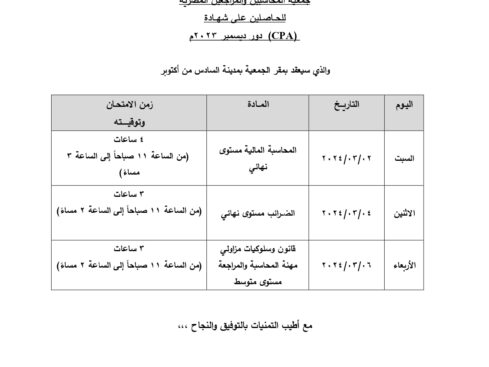 جمعية المحاسبين والمراجعين المصرية
للحاصلين على شهادة
(CPA) دور ديسمبر ٢٠٢٣م
والذي سيعقد بمقر الجمعية بمدينة السادس من أكتوبر
اليوم التاريخ المادة زمن الامتحان وتوقيته
السبت ٢٠٢٤/٠٣/٠٢ المحاسبة المالية مستوى نهائي ٤ ساعات (من الساعة ١١ صباحاً إلى الساعة ٣ مساءً)
الاثنين ٢٠٢٤/٠٣/٠٤ الضرائب مستوى نهائي ٣ ساعات (من الساعة ١١ صباحاً إلى الساعة ٢ مساءً)
الأربعاء ٢٠٢٤/٠٣/٠٦ قانون وسلوكيات مزاولي مهنة المحاسبة والمراجعة مستوى متوسط ٣ ساعات (من الساعة ١١ صباحاً إلى الساعة ٢ مساءً)
مع أطيب التمنيات بالتوفيق والنجاح ,,,